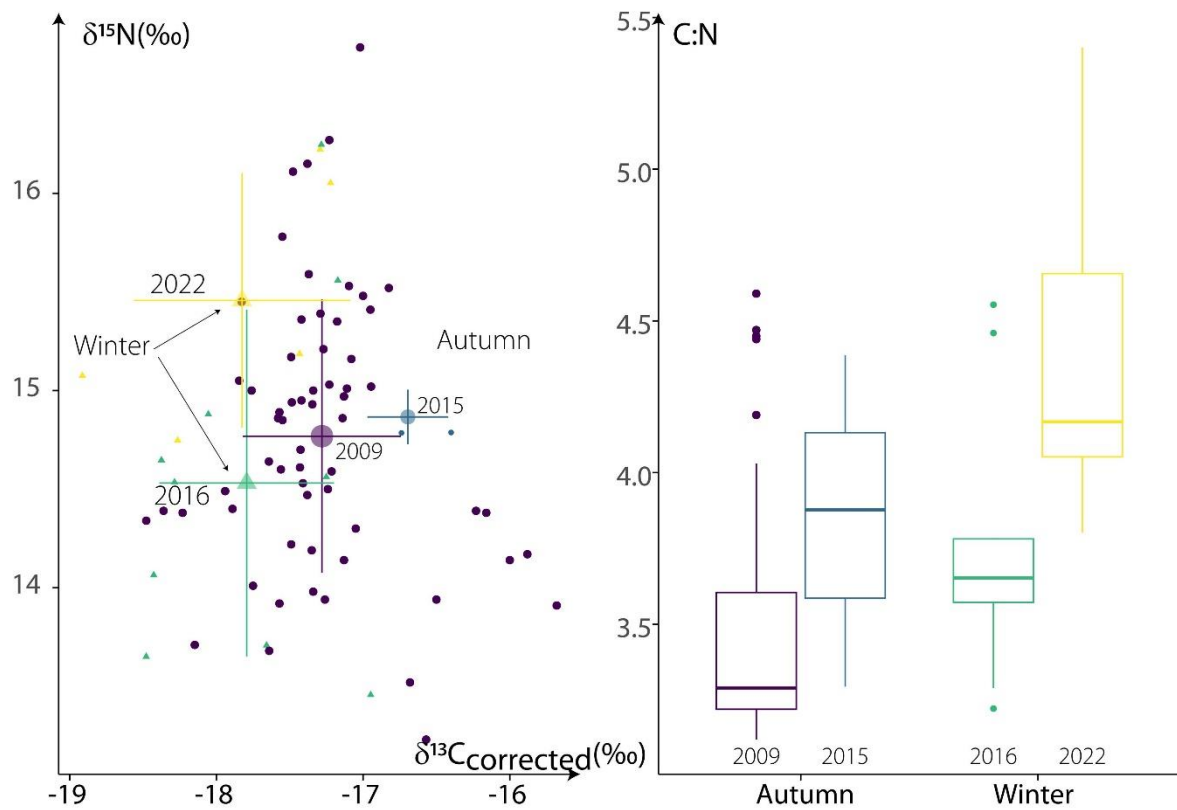 δ¹⁵N(‰)
16
15
14
2022
Winter
Autumn
2015
2009
2016
δ¹³Ccorrected(‰)
-19
-18
-17
-16
C:N
5.5
5.0
4.5
4.0
3.5
2009
2015
2016
2022
Autumn
Winter